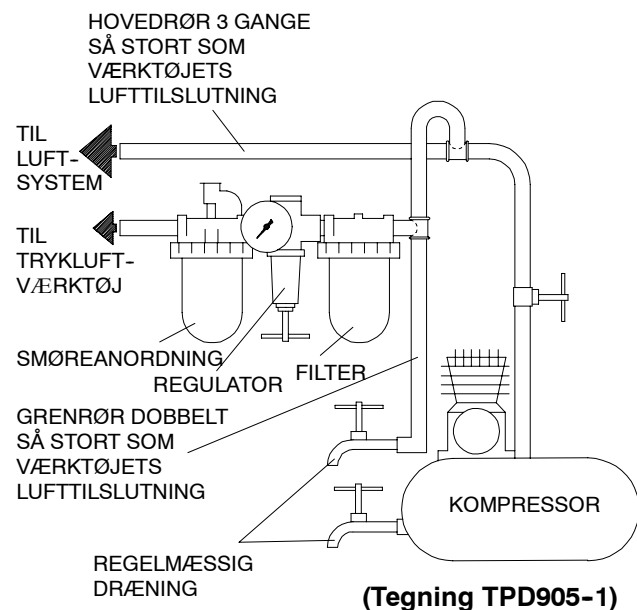 HOVEDRØR 3 GANGE
SÅ STORT SOM
VÆRKTØJETS
LUFTTILSLUTNING
TIL
LUFT-
SYSTEM
TIL
TRYKLUFT-
VÆRKTØJ
SMØREANORDNING
REGULATOR
FILTER
GRENRØR DOBBELT
SÅ STORT SOM
VÆRKTØJETS
LUFTTILSLUTNING
KOMPRESSOR
REGELMÆSSIG
DRÆNING
(Tegning TPD905-1)